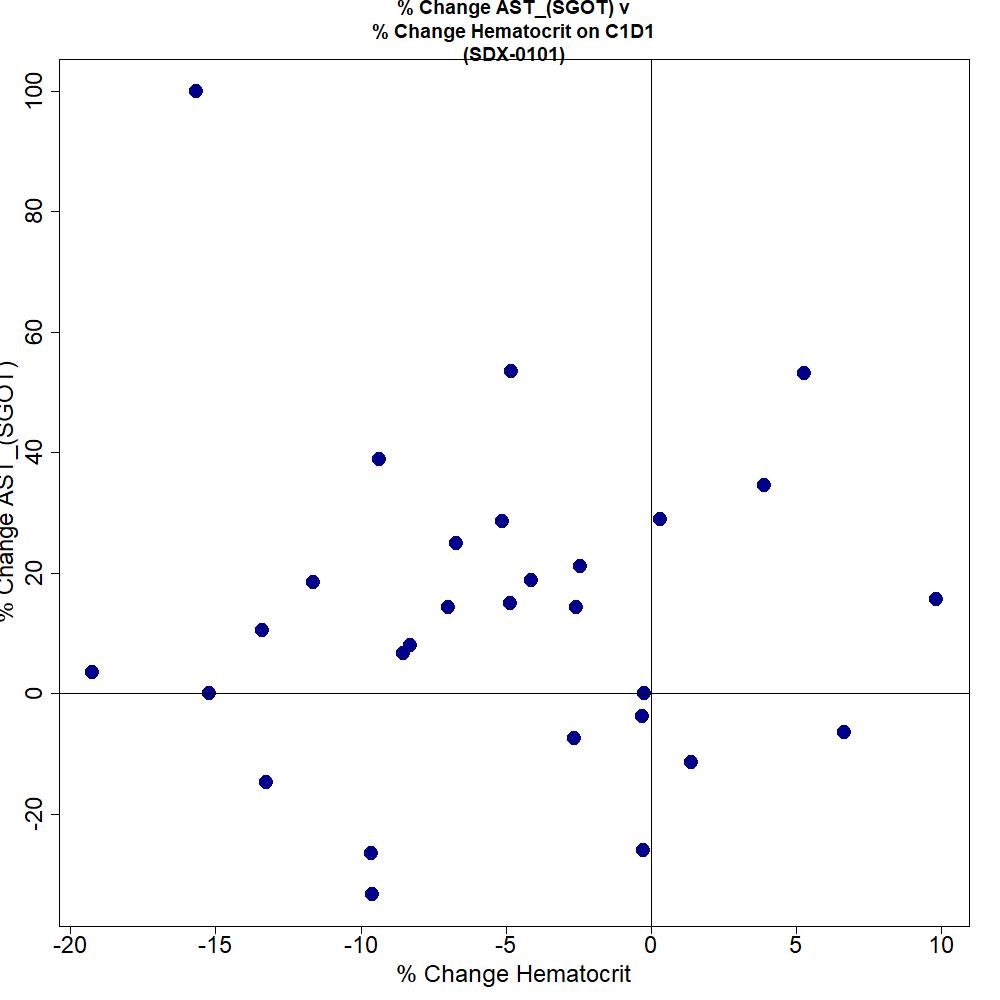 % Change AST_(SGOT) v
% Change Hematocrit on C1D1
(SDX-0101)
% Change AST_(SGOT)
100
80
60
40
20
0
-20
-20
-15
-10
-5
0
5
10
% Change Hematocrit